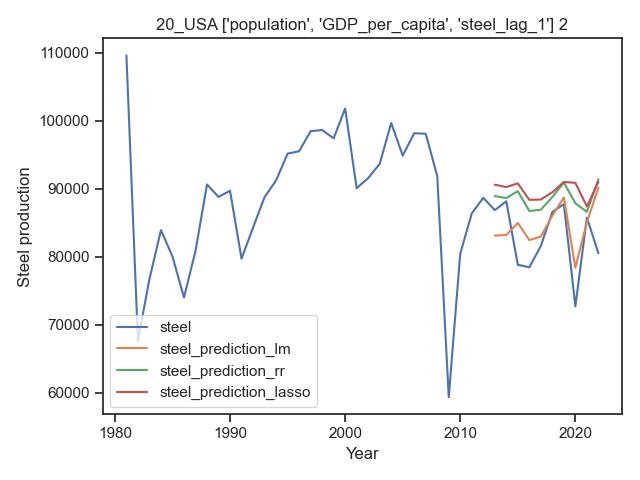 20_USA ['population', 'GDP_per_capita', 'steel_lag_1'] 2
110000
100000
90000
80000
70000
60000
Steel production
steel
steel_prediction_lm
steel_prediction_rr
steel_prediction_lasso
1980
1990
2000
2010
2020
Year